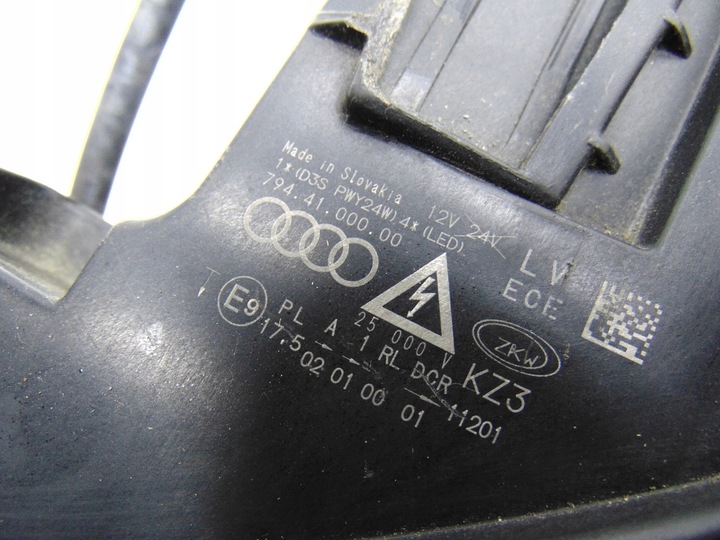 Made in Slovakia
1x(D3S PWY24W) 4x(LED)
794.41.000.00 12V 24V
LV
ECE
25 000 V
ZKW
KZ3
E9 PL A 1 RL DCR
17.5 02 01 00 01 11201